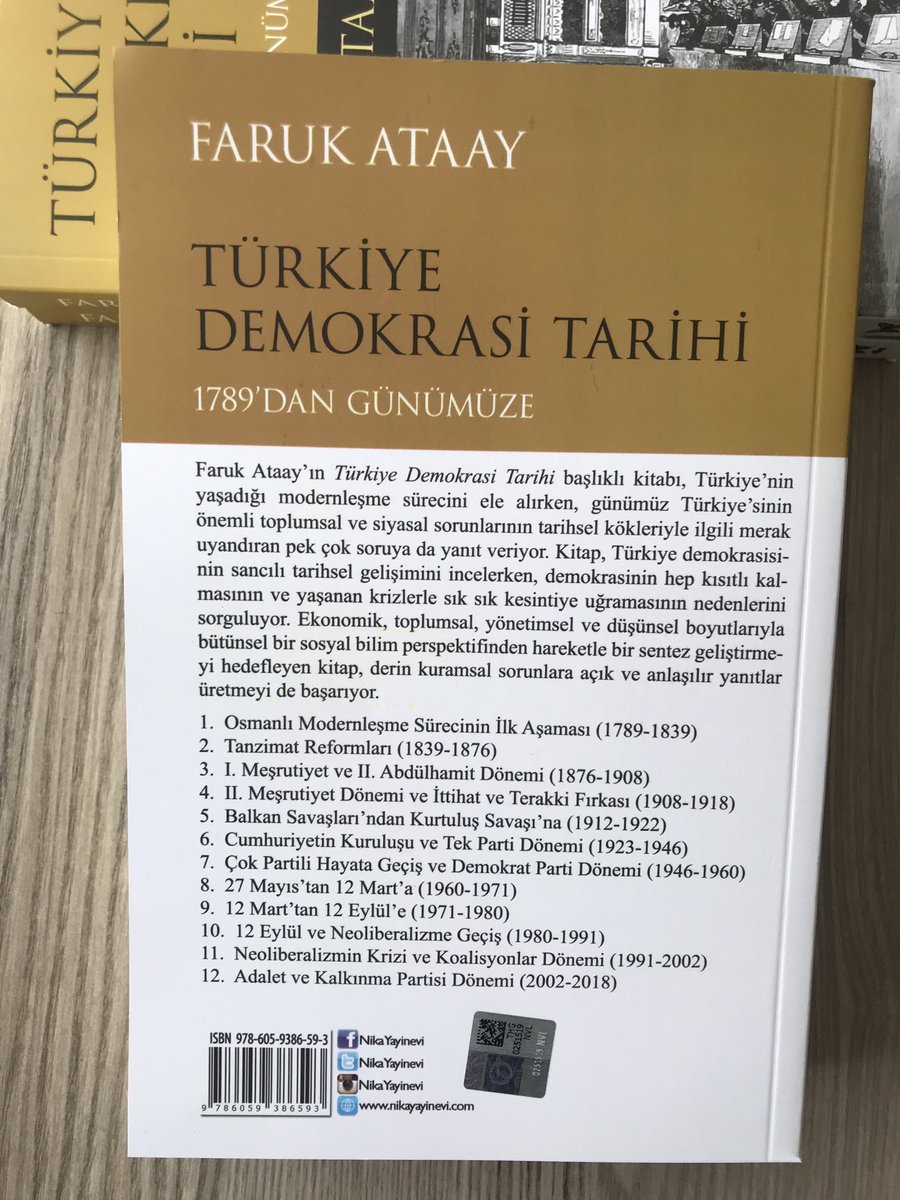 TÜRKİY
FARUK ATAAY
TÜRKİYE
DEMOKRASİ TARİHİ
1789'DAN GÜNÜMÜZE
Faruk Ataay'ın Türkiye Demokrasi Tarihi başlıklı kitabı, Türkiye'nin
yaşadığı modernleşme sürecini ele alırken, günümüz Türkiye'sinin
önemli toplumsal ve siyasal sorunlarının tarihsel kökleriyle ilgili merak
uyandıran pek çok soruya da yanıt veriyor. Kitap, Türkiye demokrasisi-
nin sancılı tarihsel gelişimini incelerken, demokrasinin hep kısıtlı kal-
masının ve yaşanan krizlerle sık sık kesintiye uğramasının nedenlerini
sorguluyor. Ekonomik, toplumsal, yönetimsel ve düşünsel boyutlarıyla
bütünsel bir sosyal bilim perspektifinden hareketle bir sentez geliştirme-
yi hedefleyen kitap, derin kuramsal sorunlara açık ve anlaşılır yanıtlar
üretmeyi de başarıyor.
1. Osmanlı Modernleşme Sürecinin İlk Aşaması (1789-1839)
2. Tanzimat Reformları (1839-1876)
3. I. Meşrutiyet ve II. Abdülhamit Dönemi (1876-1908)
4. II. Meşrutiyet Dönemi ve İttihat ve Terakki Fırkası (1908-1918)
5. Balkan Savaşları'ndan Kurtuluş Savaşı'na (1912-1922)
6. Cumhuriyetin Kuruluşu ve Tek Parti Dönemi (1923-1946)
7. Çok Partili Hayata Geçiş ve Demokrat Parti Dönemi (1946-1960)
8. 27 Mayıs'tan 12 Mart'a (1960-1971)
9. 12 Mart'tan 12 Eylül'e (1971-1980)
10. 12 Eylül ve Neoliberalizme Geçiş (1980-1991)
11. Neoliberalizmin Krizi ve Koalisyonlar Dönemi (1991-2002)
12. Adalet ve Kalkınma Partisi Dönemi (2002-2018)
ISBN 978-605-9386-59-3
9 786059 386593
NikaYayinevi
NikaYayinevi
NikaYayinevi
www.nikayayinevi.com
THG
0251519
NVL
0251519 NVL